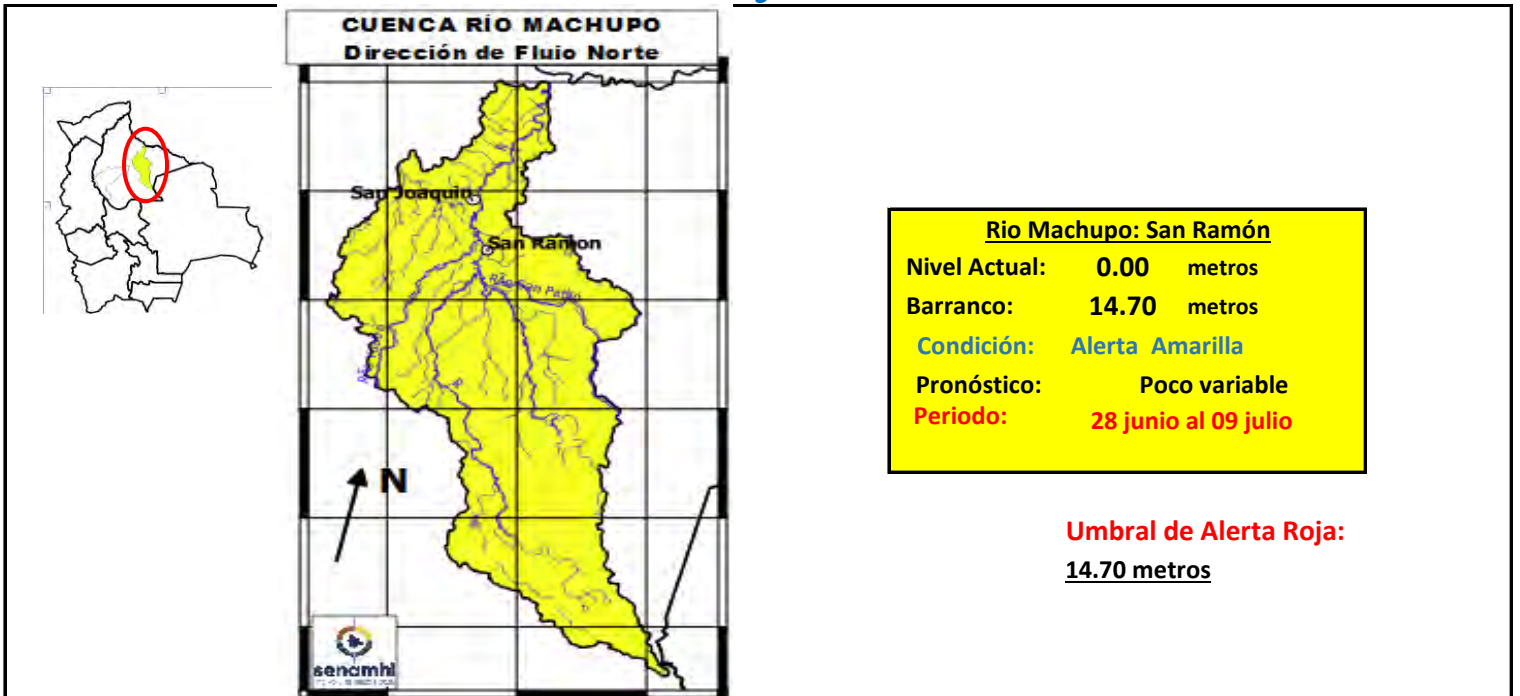 CUENCA RÍO MACHUPO
Dirección de Flujo Norte
San Joaquin
San Ramon
Río San Pedro
N
senamhi
Rio Machupo: San Ramón
Nivel Actual: 0.00 metros
Barranco: 14.70 metros
Condición: Alerta Amarilla
Pronóstico: Poco variable
Periodo: 28 junio al 09 julio
Umbral de Alerta Roja:
14.70 metros